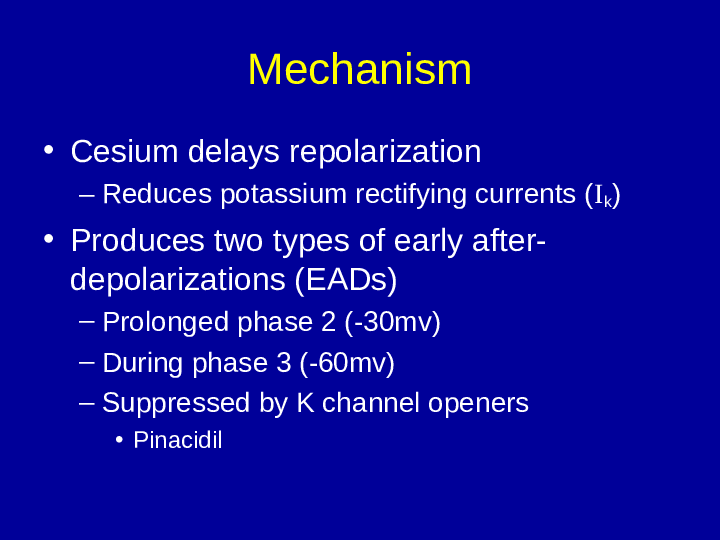 Mechanism
• Cesium delays repolarization
– Reduces potassium rectifying currents (Ik)
• Produces two types of early after-
depolarizations (EADs)
– Prolonged phase 2 (-30mv)
– During phase 3 (-60mv)
– Suppressed by K channel openers
• Pinacidil